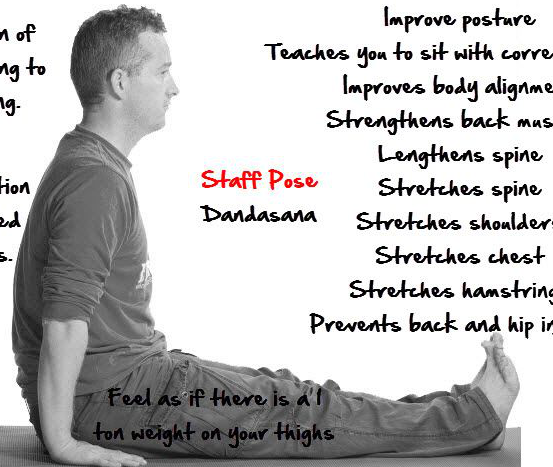 n of
ng to
ng.
tion
ed
s.
Staff Pose
Dandasana
Improve posture
Teaches you to sit with corre
Improves body alignme
Strengthens back mus
Lengthens spine
Stretches spine
Stretches shoulders
Stretches chest
Stretches hamstring
Prevents back and hip in
Feel as if there is a 1
ton weight on your thighs